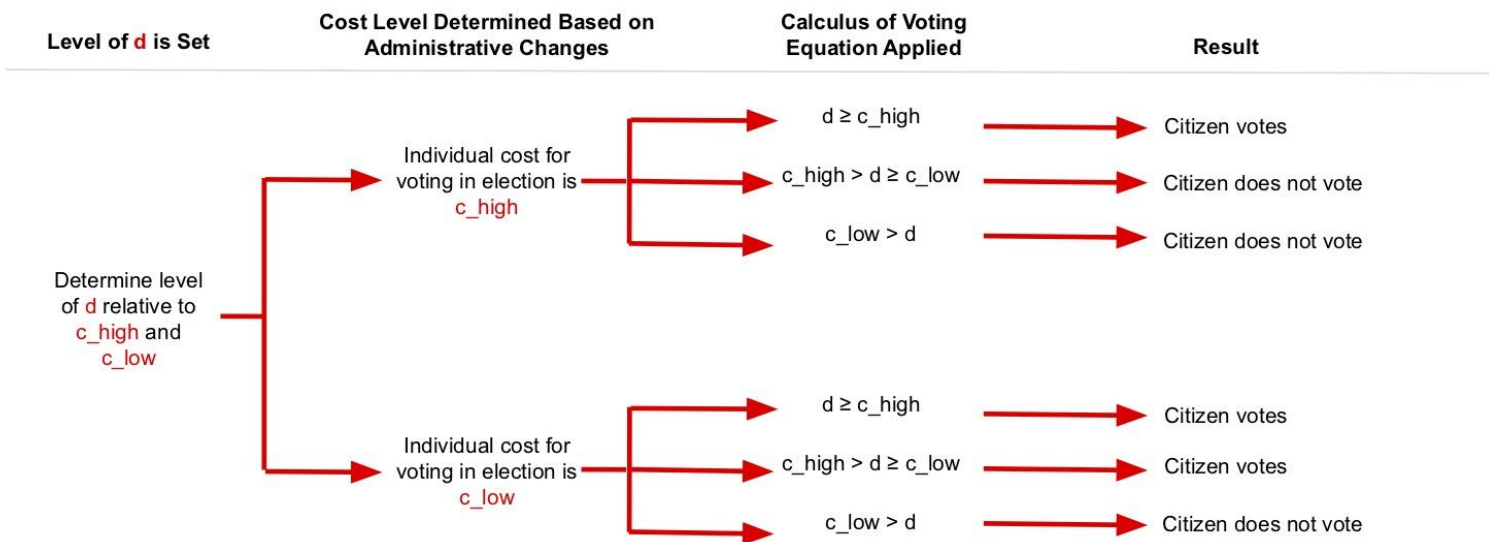 Level of d is Set
Cost Level Determined Based on
Administrative Changes
Calculus of Voting
Equation Applied
Result
Determine level
of d relative to
c_high and
c_low
Individual cost for
voting in election is
c_high
d ≥ c_high
Citizen votes
c_high > d ≥ c_low
Citizen does not vote
c_low > d
Citizen does not vote
Individual cost for
voting in election is
c_low
d ≥ c_high
Citizen votes
c_high > d ≥ c_low
Citizen votes
c_low > d
Citizen does not vote